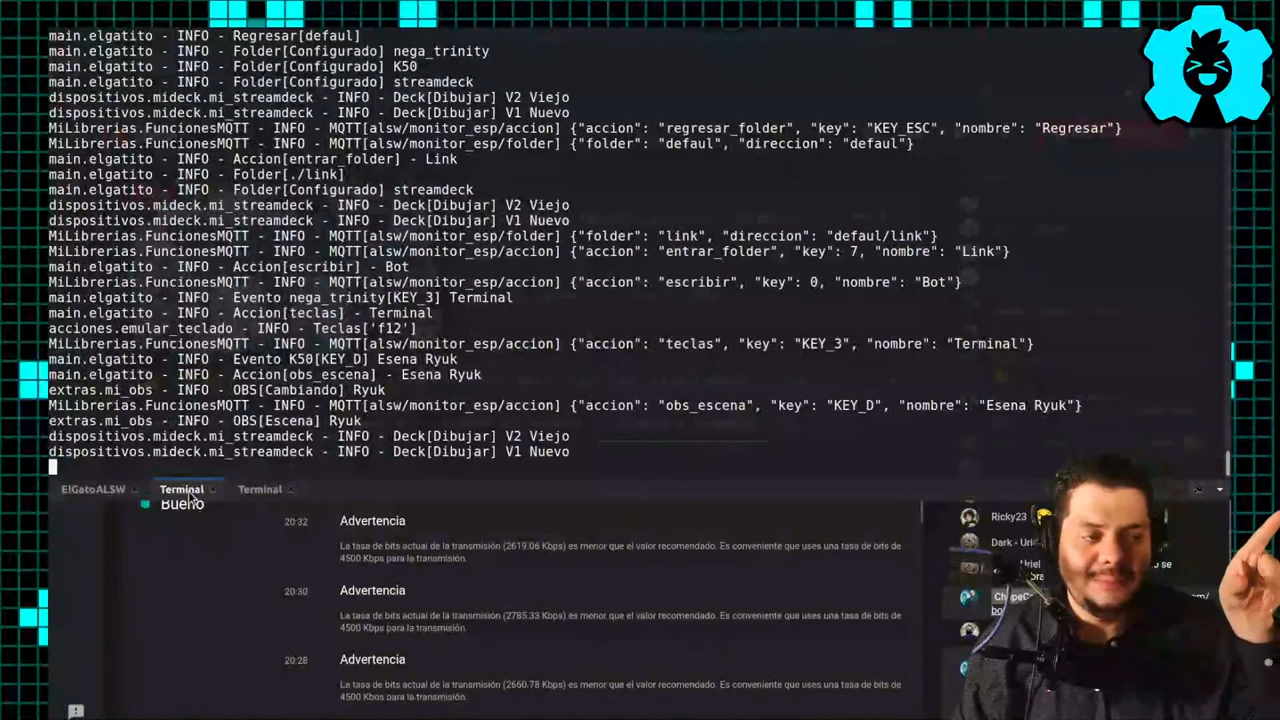 main.elgatito - INFO - Regresar[defaul]
main.elgatito - INFO - Folder[Configurado] nega_trinity
main.elgatito - INFO - Folder[Configurado] K50
main.elgatito - INFO - Folder[Configurado] streamdeck
dispositivos.mideck.mi_streamdeck - INFO - Deck[Dibujar] V2 Viejo
dispositivos.mideck.mi_streamdeck - INFO - Deck[Dibujar] V1 Nuevo
MiLibrerias.FuncionesMQTT - INFO - MQTT[alsw/monitor_esp/accion] {"accion": "regresar_folder", "key": "KEY_ESC", "nombre": "Regresar"}
MiLibrerias.FuncionesMQTT - INFO - MQTT[alsw/monitor_esp/folder] {"folder": "defaul", "direccion": "defaul"}
main.elgatito - INFO - Accion[entrar_folder] - Link
main.elgatito - INFO - Folder[./link]
main.elgatito - INFO - Folder[Configurado] streamdeck
dispositivos.mideck.mi_streamdeck - INFO - Deck[Dibujar] V2 Viejo
dispositivos.mideck.mi_streamdeck - INFO - Deck[Dibujar] V1 Nuevo
MiLibrerias.FuncionesMQTT - INFO - MQTT[alsw/monitor_esp/folder] {"folder": "link", "direccion": "defaul/link"}
MiLibrerias.FuncionesMQTT - INFO - MQTT[alsw/monitor_esp/accion] {"accion": "entrar_folder", "key": 7, "nombre": "Link"}
main.elgatito - INFO - Accion[escribir] - Bot
MiLibrerias.FuncionesMQTT - INFO - MQTT[alsw/monitor_esp/accion] {"accion": "escribir", "key": 0, "nombre": "Bot"}
main.elgatito - INFO - Evento nega_trinity[KEY_3] Terminal
main.elgatito - INFO - Accion[teclas] - Terminal
acciones.emular_teclado - INFO - Teclas['f12']
MiLibrerias.FuncionesMQTT - INFO - MQTT[alsw/monitor_esp/accion] {"accion": "teclas", "key": "KEY_3", "nombre": "Terminal"}
main.elgatito - INFO - Evento K50[KEY_D] Esena Ryuk
main.elgatito - INFO - Accion[obs_escena] - Esena Ryuk
extras.mi_obs - INFO - OBS[Cambiando] Ryuk
MiLibrerias.FuncionesMQTT - INFO - MQTT[alsw/monitor_esp/accion] {"accion": "obs_escena", "key": "KEY_D", "nombre": "Esena Ryuk"}
extras.mi_obs - INFO - OBS[Escena] Ryuk
dispositivos.mideck.mi_streamdeck - INFO - Deck[Dibujar] V2 Viejo
dispositivos.mideck.mi_streamdeck - INFO - Deck[Dibujar] V1 Nuevo
ElGatoALSW Terminal Terminal
Bueno
20:32 Advertencia
La tasa de bits actual de la transmisión (2619.06 Kbps) es menor que el valor recomendado. Es conveniente que uses una tasa de bits de
4500 Kbps para la transmisión.
20:30 Advertencia
La tasa de bits actual de la transmisión (2785.33 Kbps) es menor que el valor recomendado. Es conveniente que uses una tasa de bits de
4500 Kbps para la transmisión.
20:28 Advertencia
La tasa de bits actual de la transmisión (2660.78 Kbps) es menor que el valor recomendado. Es conveniente que uses una tasa de bits de
4500 Kbps para la transmisión.
Ricky23
Dark - Uri
Uriel
se